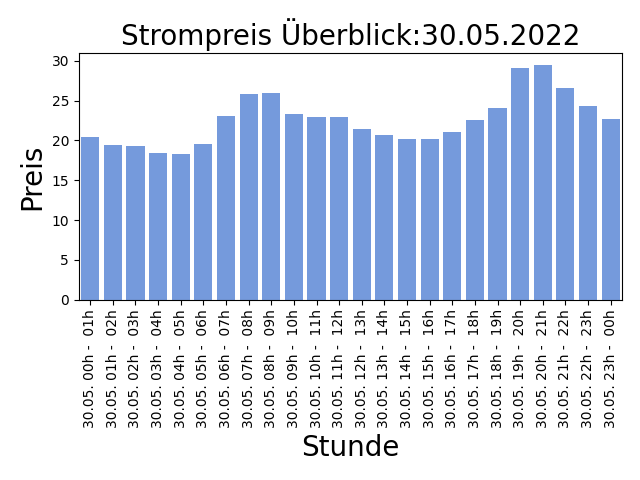 Strompreis Überblick:30.05.2022
Preis
30
25
20
15
10
5
0
30.05. 00h - 01h
30.05. 01h - 02h
30.05. 02h - 03h
30.05. 03h - 04h
30.05. 04h - 05h
30.05. 05h - 06h
30.05. 06h - 07h
30.05. 07h - 08h
30.05. 08h - 09h
30.05. 09h - 10h
30.05. 10h - 11h
30.05. 11h - 12h
30.05. 12h - 13h
30.05. 13h - 14h
30.05. 14h - 15h
30.05. 15h - 16h
30.05. 16h - 17h
30.05. 17h - 18h
30.05. 18h - 19h
30.05. 19h - 20h
30.05. 20h - 21h
30.05. 21h - 22h
30.05. 22h - 23h
30.05. 23h - 00h
Stunde